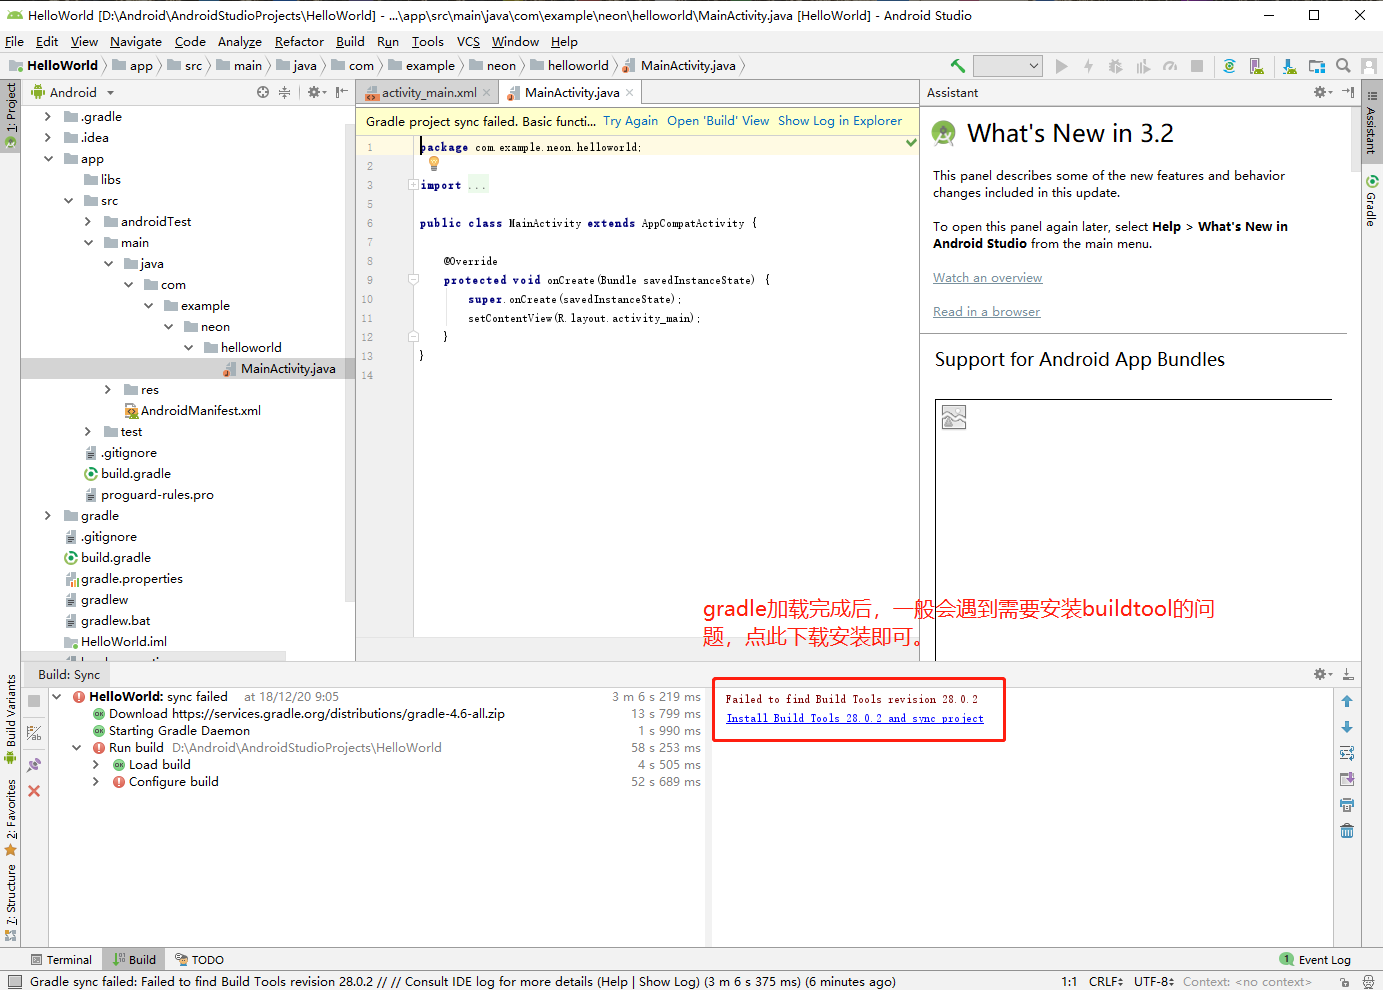 HelloWorld [D:\Android\AndroidStudioProjects\HelloWorld] - ...\app\src\main\java\com\example\neon\helloworld\MainActivity.java [HelloWorld] - Android Studio
File Edit View Navigate Code Analyze Refactor Build Run Tools VCS Window Help
HelloWorld app src main java com example neon helloworld MainActivity.java
1: Project
Android
.gradle
.idea
app
libs
src
androidTest
main
java
com
example
neon
helloworld
MainActivity.java
res
AndroidManifest.xml
test
.gitignore
build.gradle
proguard-rules.pro
gradle
.gitignore
build.gradle
gradle.properties
gradlew
gradlew.bat
HelloWorld.iml
activity_main.xml MainActivity.java
Gradle project sync failed. Basic functi... Try Again Open 'Build' View Show Log in Explorer
1 package com.example.neon.helloworld;
2
3 import ...
5
6 public class MainActivity extends AppCompatActivity {
7
8 @Override
9 protected void onCreate(Bundle savedInstanceState) {
10 super.onCreate(savedInstanceState);
11 setContentView(R.layout.activity_main);
12 }
13 }
14
Assistant
What's New in 3.2
This panel describes some of the new features and behavior
changes included in this update.
To open this panel again later, select Help > What's New in
Android Studio from the main menu.
Watch an overview
Read in a browser
Support for Android App Bundles
Assistant
Gradle
gradle加载完成后，一般会遇到需要安装buildtool的问
题，点此下载安装即可。
Build Variants
2: Favorites
7: Structure
Build: Sync
HelloWorld: sync failed at 18/12/20 9:05 3 m 6 s 219 ms
Download https://services.gradle.org/distributions/gradle-4.6-all.zip 13 s 799 ms
Starting Gradle Daemon 1 s 990 ms
Run build D:\Android\AndroidStudioProjects\HelloWorld 58 s 253 ms
Load build 4 s 505 ms
Configure build 52 s 689 ms
Failed to find Build Tools revision 28.0.2
Install Build Tools 28.0.2 and sync project
Terminal Build TODO 1 Event Log
Gradle sync failed: Failed to find Build Tools revision 28.0.2 // // Consult IDE log for more details (Help | Show Log) (3 m 6 s 375 ms) (6 minutes ago) 1:1 CRLF UTF-8 Context: <no context>